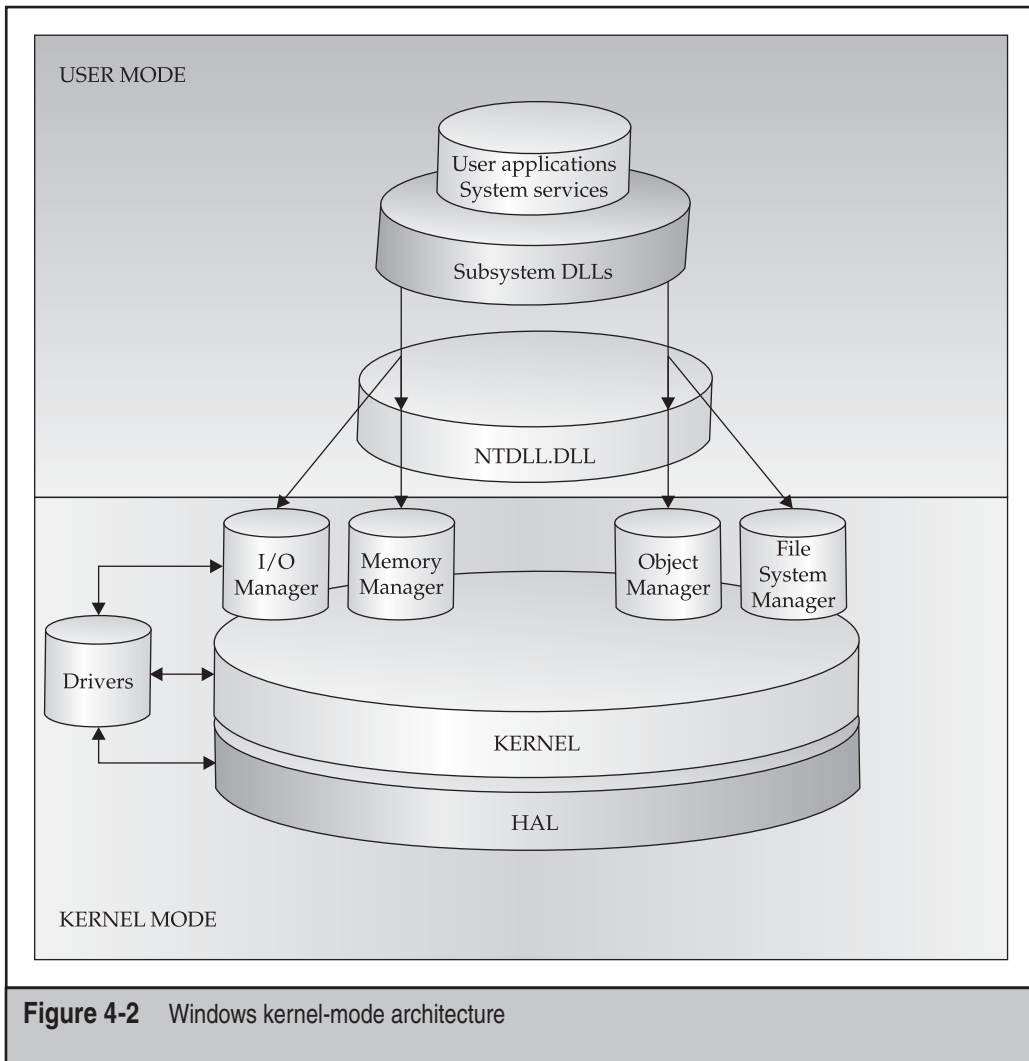 USER MODE
User applications
System services
Subsystem DLLs
NTDLL.DLL
I/O
Manager
Memory
Manager
Object
Manager
File
System
Manager
Drivers
KERNEL
HAL
KERNEL MODE
Figure 4-2 Windows kernel-mode architecture